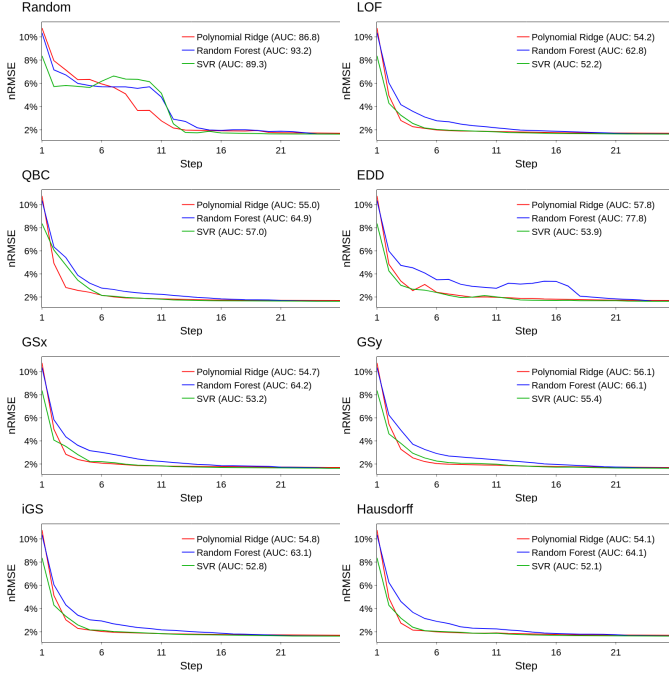 Random
10%
8%
6%
4%
2%
nRMSE
Polynomial Ridge (AUC: 86.8)
Random Forest (AUC: 93.2)
SVR (AUC: 89.3)
1 6 11 16 21
Step
LOF
10%
8%
6%
4%
2%
nRMSE
Polynomial Ridge (AUC: 54.2)
Random Forest (AUC: 62.8)
SVR (AUC: 52.2)
1 6 11 16 21
Step
QBC
10%
8%
6%
4%
2%
nRMSE
Polynomial Ridge (AUC: 55.0)
Random Forest (AUC: 64.9)
SVR (AUC: 57.0)
1 6 11 16 21
Step
EDD
10%
8%
6%
4%
2%
nRMSE
Polynomial Ridge (AUC: 57.8)
Random Forest (AUC: 77.8)
SVR (AUC: 53.9)
1 6 11 16 21
Step
GSx
10%
8%
6%
4%
2%
nRMSE
Polynomial Ridge (AUC: 54.7)
Random Forest (AUC: 64.2)
SVR (AUC: 53.2)
1 6 11 16 21
Step
GSy
10%
8%
6%
4%
2%
nRMSE
Polynomial Ridge (AUC: 56.1)
Random Forest (AUC: 66.1)
SVR (AUC: 55.4)
1 6 11 16 21
Step
iGS
10%
8%
6%
4%
2%
nRMSE
Polynomial Ridge (AUC: 54.8)
Random Forest (AUC: 63.1)
SVR (AUC: 52.8)
1 6 11 16 21
Step
Hausdorff
10%
8%
6%
4%
2%
nRMSE
Polynomial Ridge (AUC: 54.1)
Random Forest (AUC: 64.1)
SVR (AUC: 52.1)
1 6 11 16 21
Step